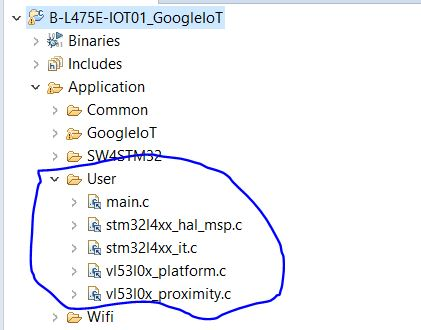 B-L475E-IOT01_GoogleIoT
Binaries
Includes
Application
Common
GoogleIoT
SW4STM32
User
main.c
stm32l4xx_hal_msp.c
stm32l4xx_it.c
vl53l0x_platform.c
vl53l0x_proximity.c
Wifi